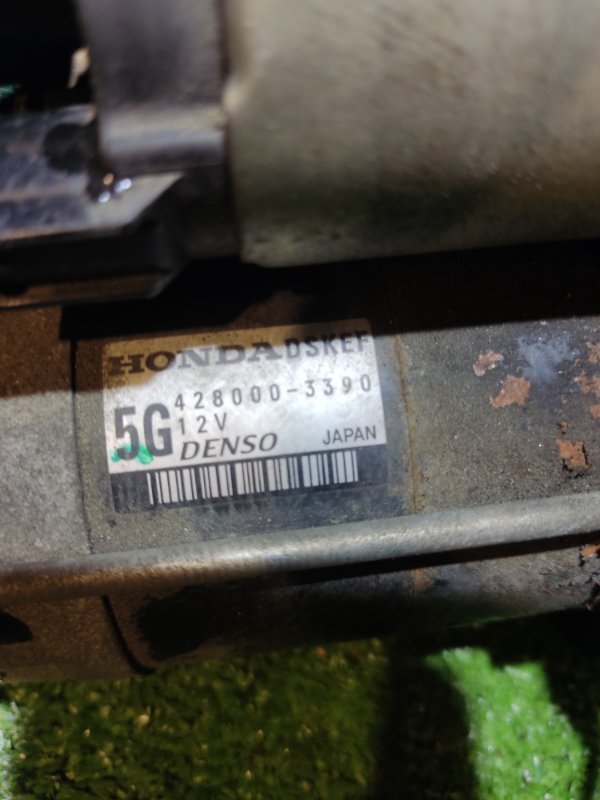 HONDA DSKEF
5G 428000-3390
12V
DENSO JAPAN